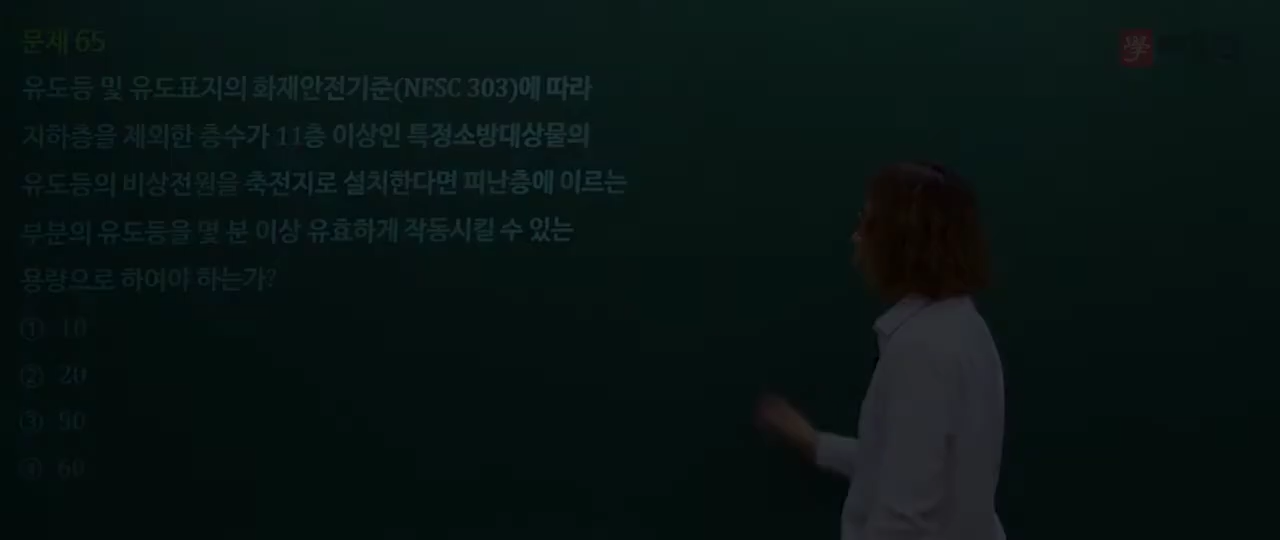 문제 65
유도등 및 유도표지의 화재안전기준(NFSC 303)에 따라
지하층을 제외한 층수가 11층 이상인 특정소방대상물의
유도등의 비상전원을 축전지로 설치한다면 피난층에 이르는
부분의 유도등을 몇 분 이상 유효하게 작동시킬 수 있는
용량으로 하여야 하는가?
① 10
② 20
③ 50
④ 60
學